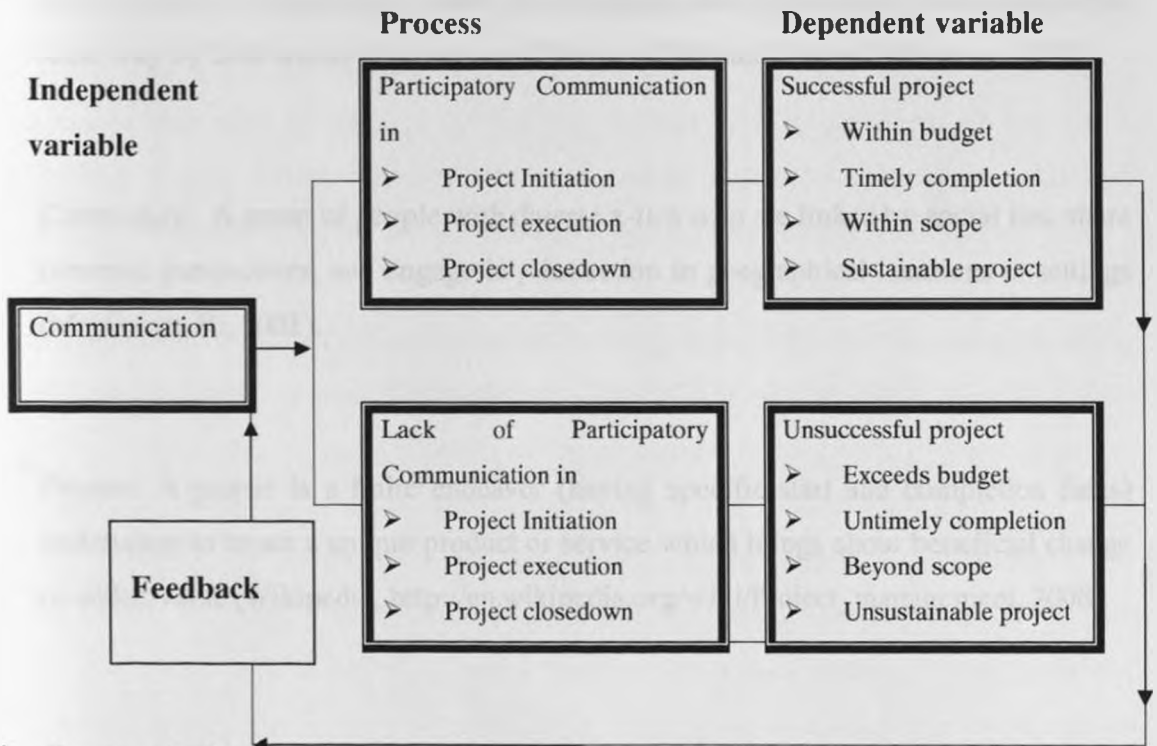 Process
Dependent variable
Independent
variable
Participatory Communication
in
➢ Project Initiation
➢ Project execution
➢ Project closedown
Successful project
➢ Within budget
➢ Timely completion
➢ Within scope
➢ Sustainable project
Communication
Lack of Participatory
Communication in
➢ Project Initiation
➢ Project execution
➢ Project closedown
Unsuccessful project
➢ Exceeds budget
➢ Untimely completion
➢ Beyond scope
➢ Unsustainable project
Feedback